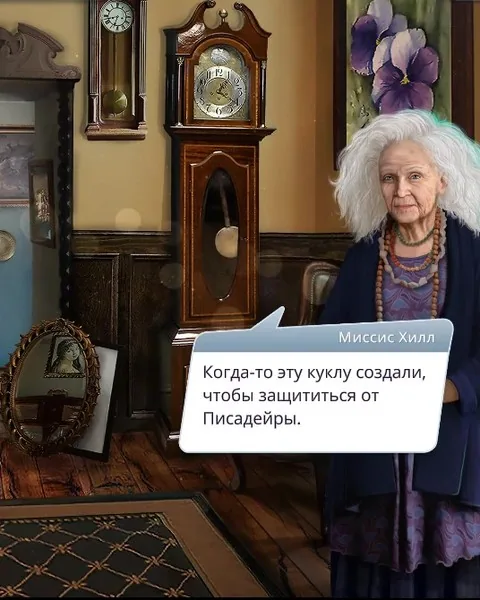 Миссис Хилл
Когда-то эту куклу создали,
чтобы защититься от
Писадейры.